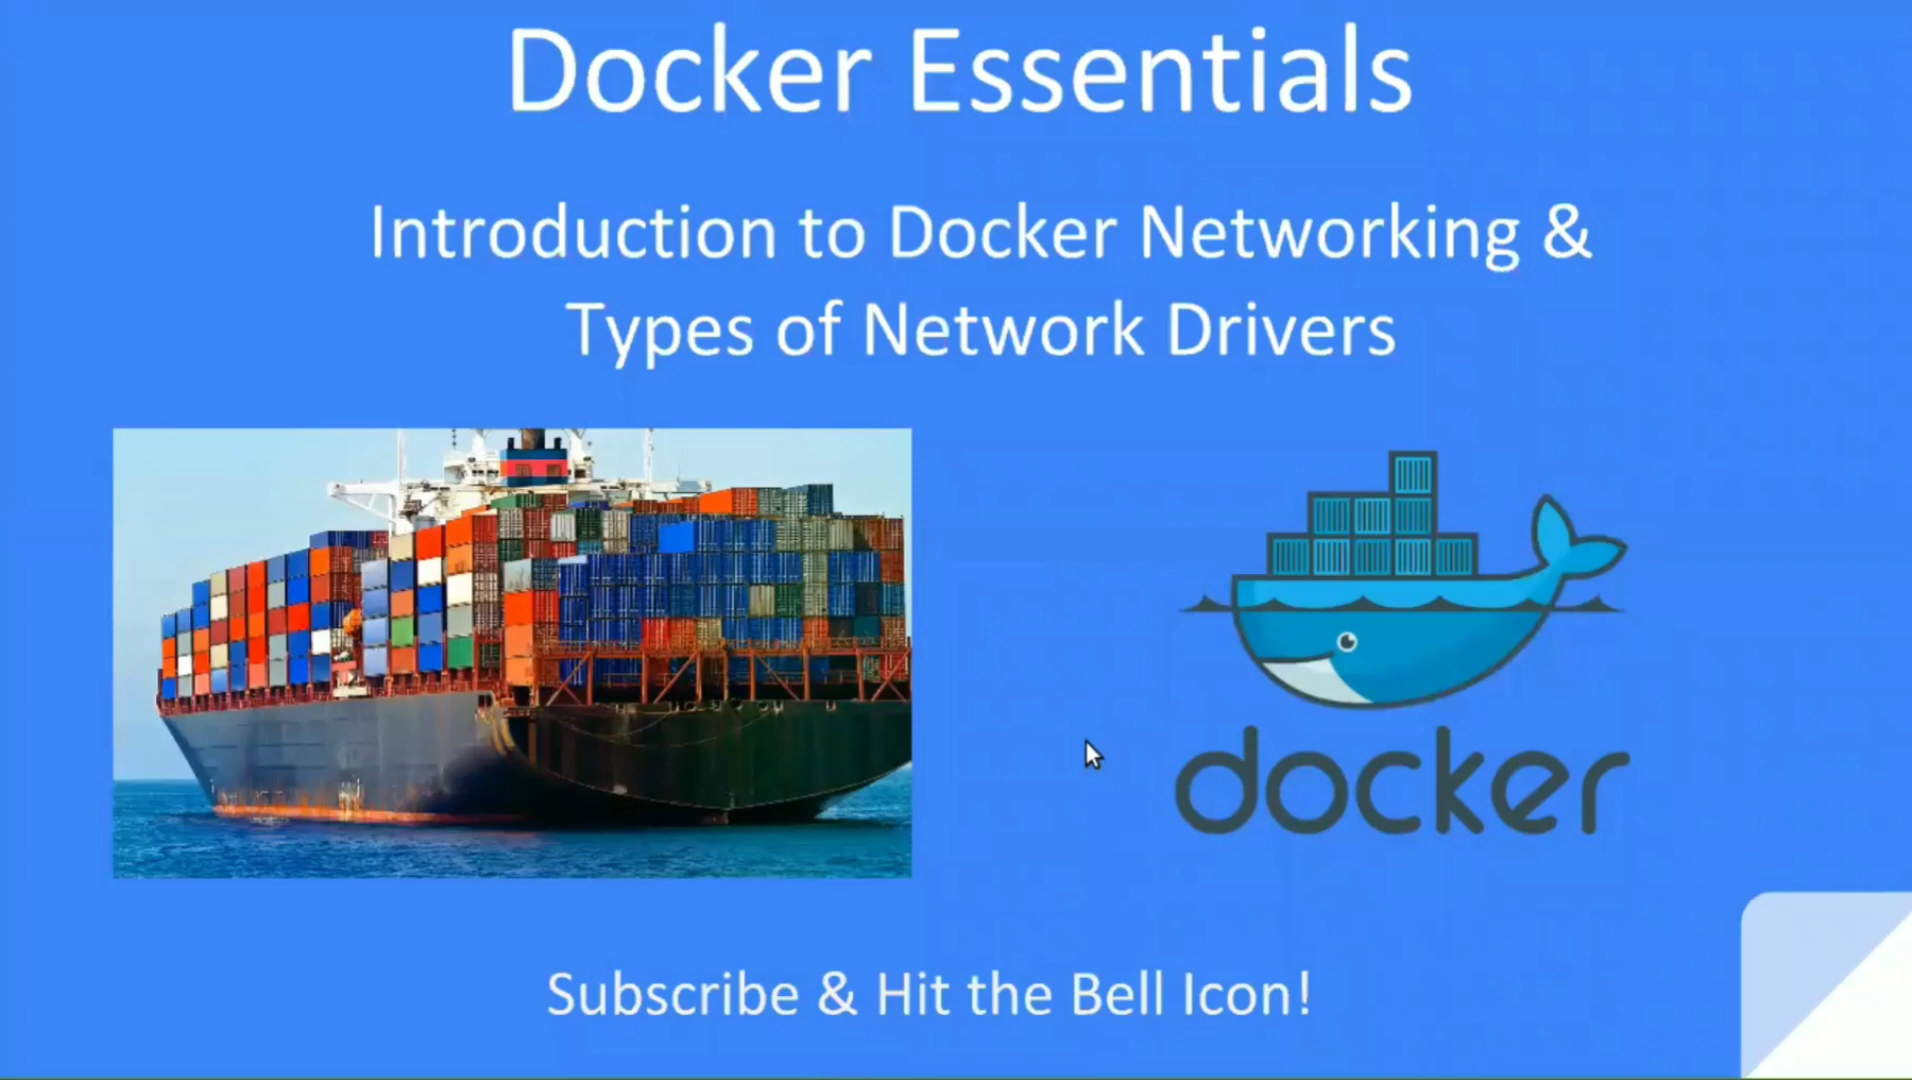 Docker Essentials
Introduction to Docker Networking &
Types of Network Drivers
docker
Subscribe & Hit the Bell Icon!